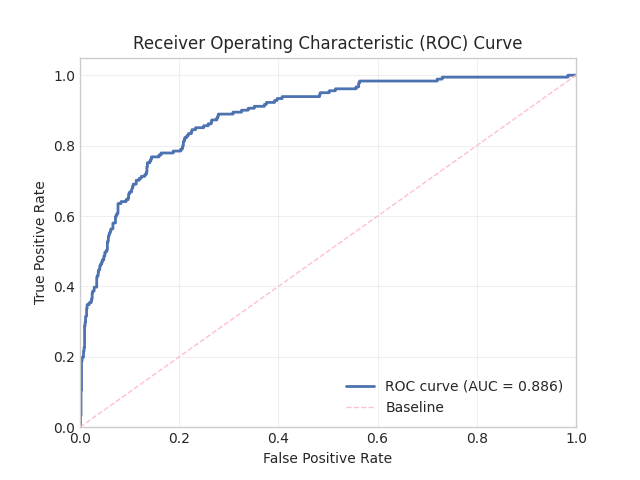 Receiver Operating Characteristic (ROC) Curve
1.0
0.8
0.6
0.4
0.2
0.0
True Positive Rate
ROC curve (AUC = 0.886)
Baseline
0.0 0.2 0.4 0.6 0.8 1.0
False Positive Rate